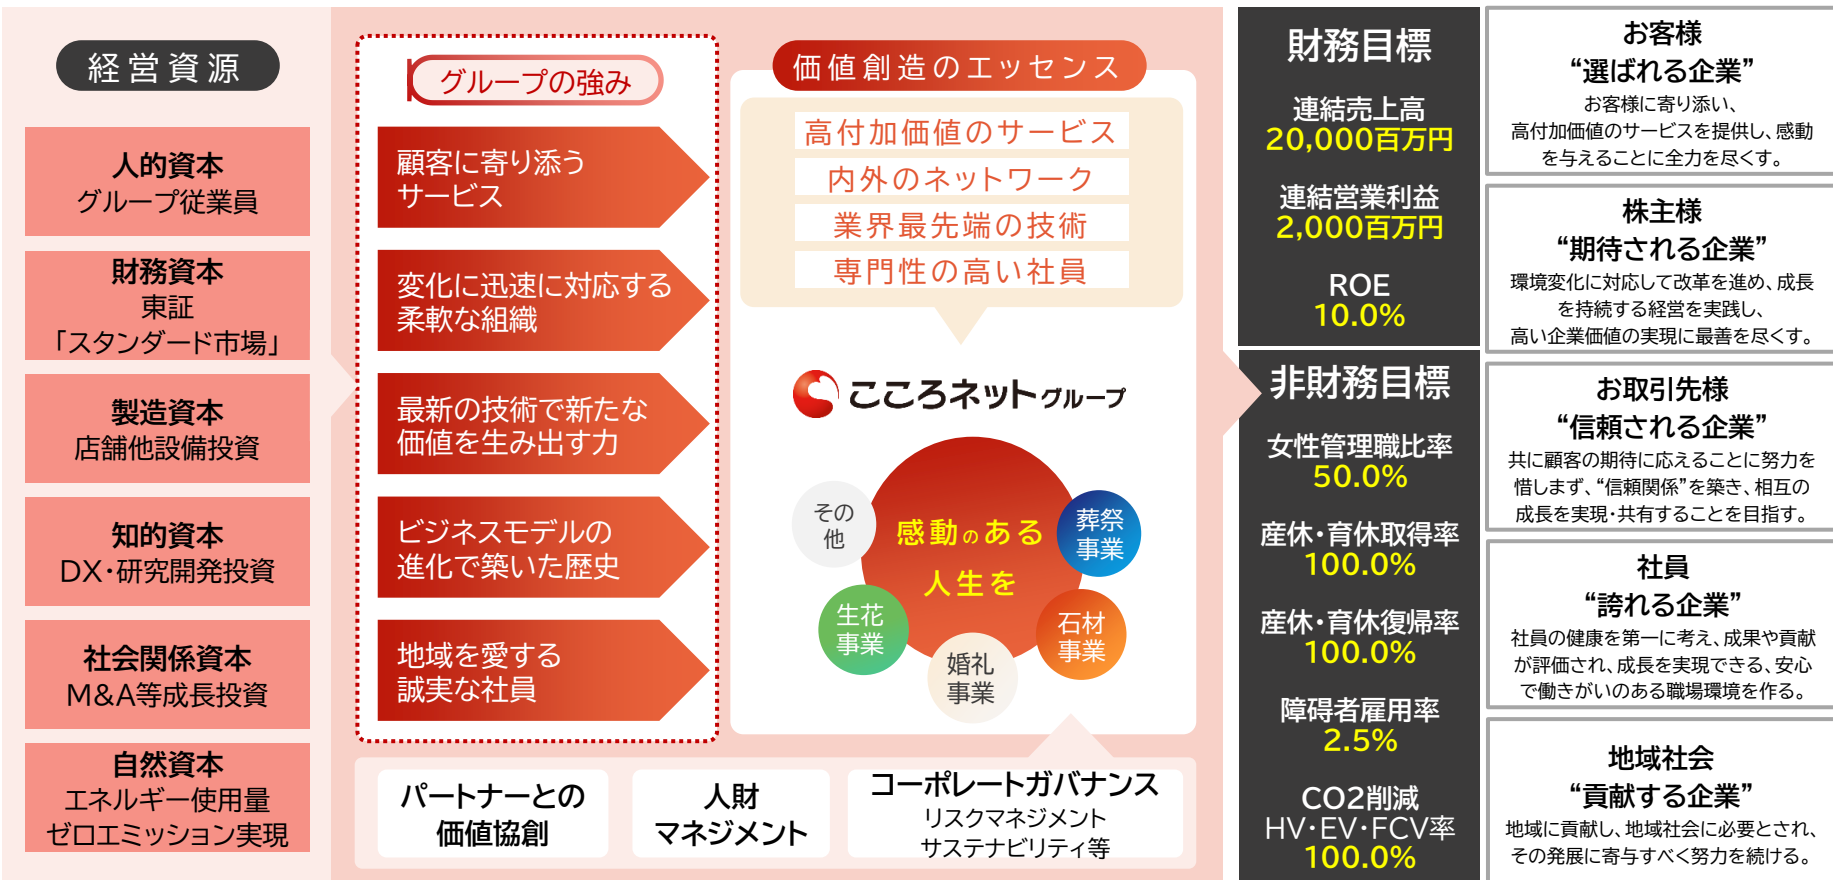 経営資源
人的資本
グループ従業員
財務資本
東証
「スタンダード市場」
製造資本
店舗他設備投資
知的資本
DX・研究開発投資
社会関係資本
M&A等成長投資
自然資本
エネルギー使用量
ゼロエミッション実現
グループの強み
顧客に寄り添う
サービス
変化に迅速に対応する
柔軟な組織
最新の技術で新たな
価値を生み出す力
ビジネスモデルの
進化で築いた歴史
地域を愛する
誠実な社員
価値創造のエッセンス
高付加価値のサービス
内外のネットワーク
業界最先端の技術
専門性の高い社員
こころネットグループ
感動のある
人生を
その
他
葬祭
事業
生花
事業
石材
事業
婚礼
事業
パートナーとの
価値協創
人財
マネジメント
コーポレートガバナンス
リスクマネジメント
サステナビリティ等
財務目標
連結売上高
20,000百万円
連結営業利益
2,000百万円
ROE
10.0%
非財務目標
女性管理職比率
50.0%
産休・育休取得率
100.0%
産休・育休復帰率
100.0%
障碍者雇用率
2.5%
CO2削減
HV・EV・FCV率
100.0%
お客様
“選ばれる企業”
お客様に寄り添い、
高付加価値のサービスを提供し、感動
を与えることに全力を尽くす。
株主様
“期待される企業”
環境変化に対応して改革を進め、成長
を持続する経営を実践し、
高い企業価値の実現に最善を尽くす。
お取引先様
“信頼される企業”
共に顧客の期待に応えることに努力を
惜しまず、“信頼関係”を築き、相互の
成長を実現・共有することを目指す。
社員
“誇れる企業”
社員の健康を第一に考え、成果や貢献
が評価され、成長を実現できる、安心
で働きがいのある職場環境を作る。
地域社会
“貢献する企業”
地域に貢献し、地域社会に必要とされ、
その発展に寄与すべく努力を続ける。